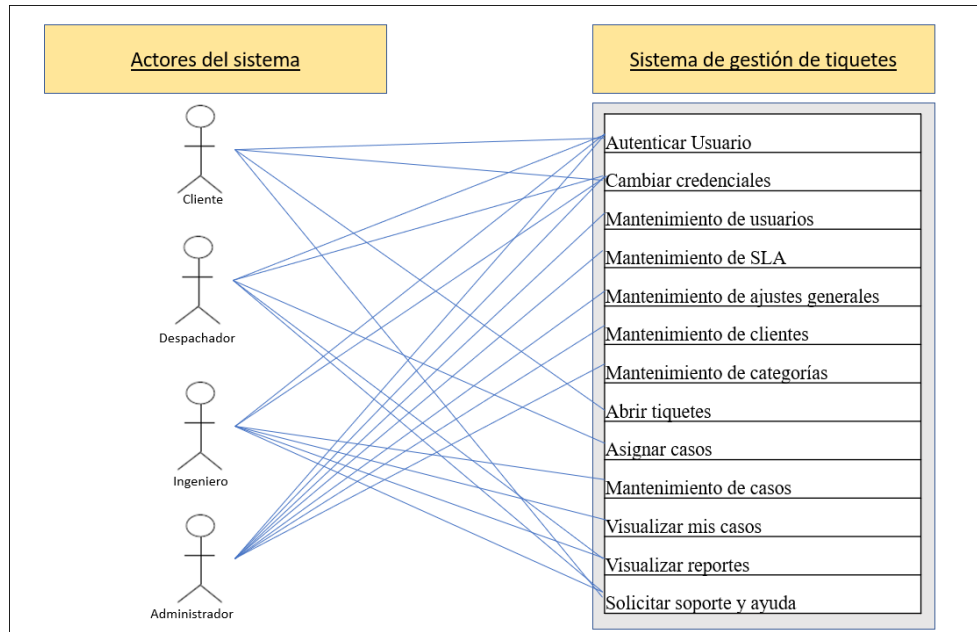 Actores del sistema
Sistema de gestión de tiquetes
Cliente
Despachador
Ingeniero
Administrador
Autenticar Usuario
Cambiar credenciales
Mantenimiento de usuarios
Mantenimiento de SLA
Mantenimiento de ajustes generales
Mantenimiento de clientes
Mantenimiento de categorías
Abrir tiquetes
Asignar casos
Mantenimiento de casos
Visualizar mis casos
Visualizar reportes
Solicitar soporte y ayuda